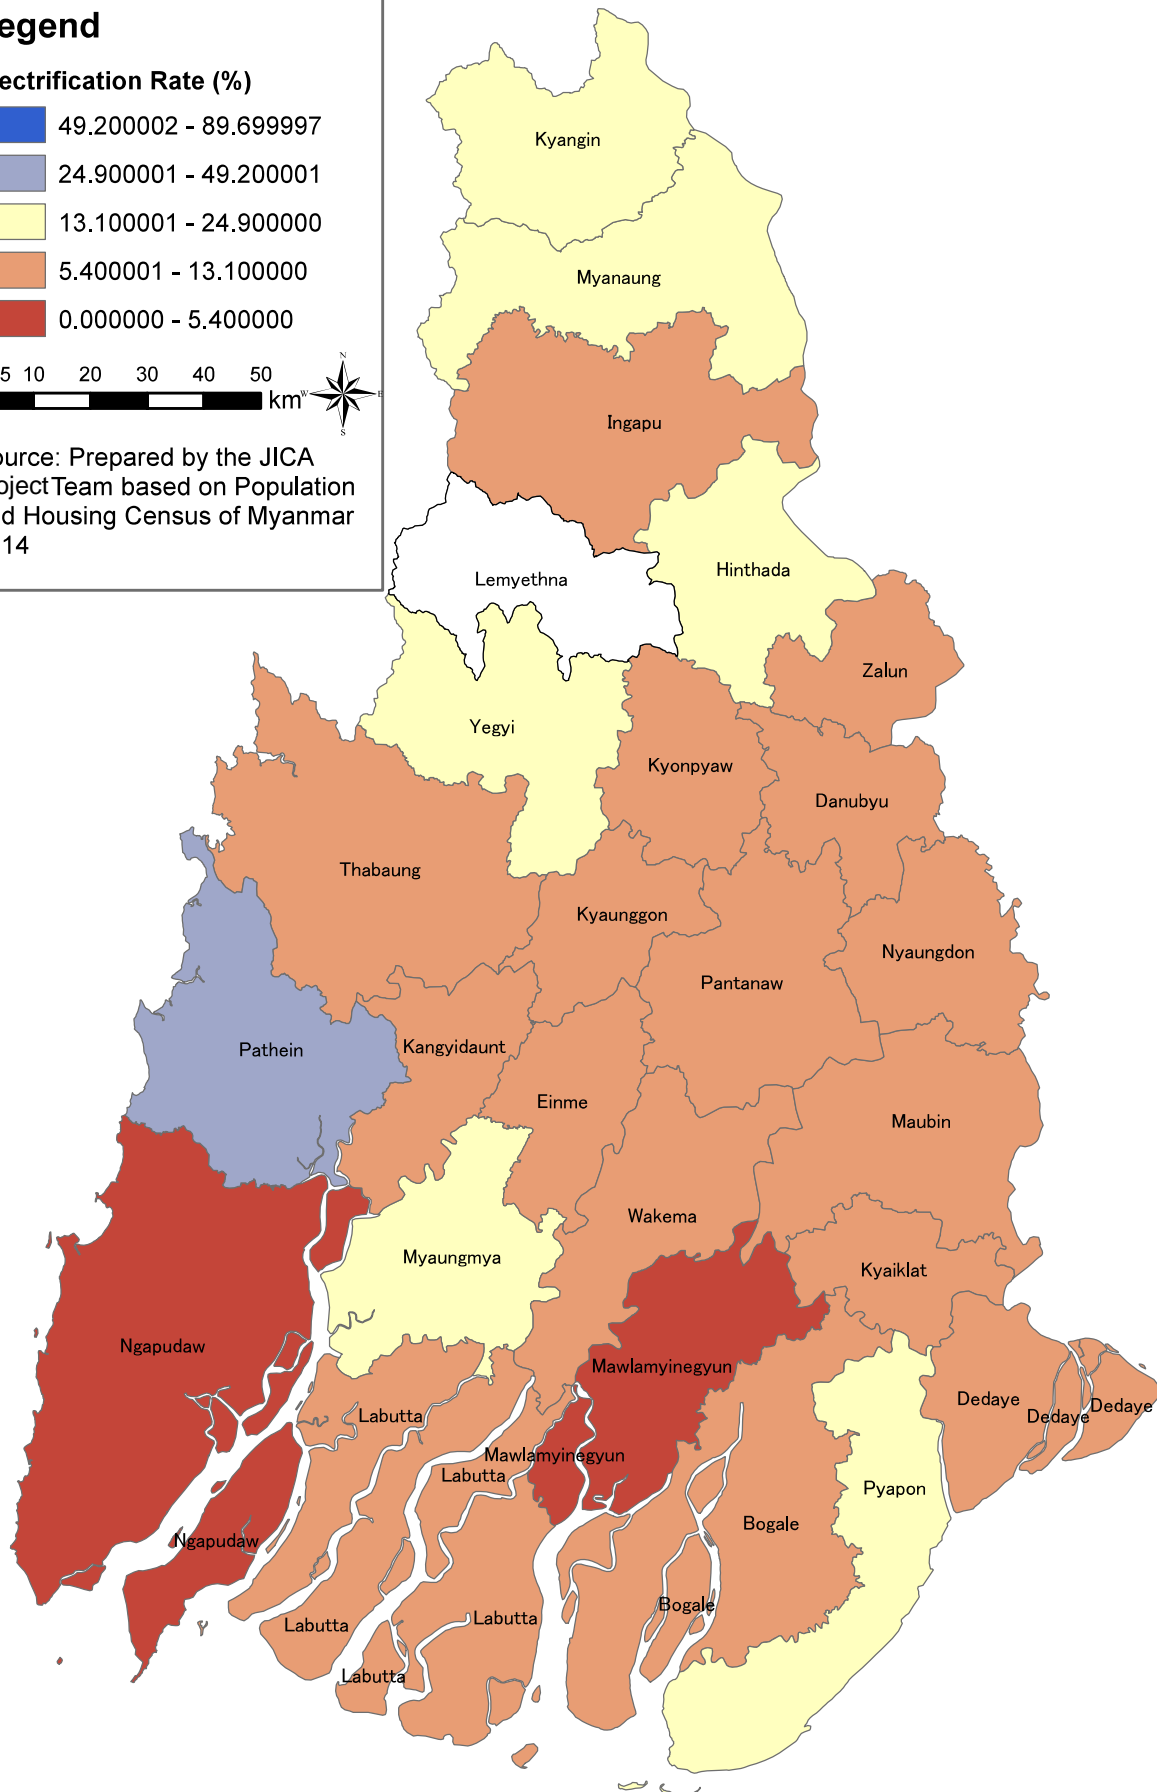 egend
ectrification Rate (%)
49.200002 - 89.699997
24.900001 - 49.200001
13.100001 - 24.900000
5.400001 - 13.100000
0.000000 - 5.400000
5 10 20 30 40 50
km
N
W
E
S
ource: Prepared by the JICA
oject Team based on Population
d Housing Census of Myanmar
14
Kyangin
Myanaung
Ingapu
Lemyethna
Hinthada
Zalun
Yegyi
Kyonpyaw
Danubyu
Thabaung
Kyaunggon
Nyaungdon
Pantanaw
Pathein
Kangyidaunt
Einme
Maubin
Wakema
Myaungmya
Kyaiklat
Ngapudaw
Mawlamyinegyun
Dedaye
Dedaye
Dedaye
Labutta
Mawlamyinegyun
Labutta
Pyapon
Bogale
Ngapudaw
Bogale
Labutta
Labutta
Labutta